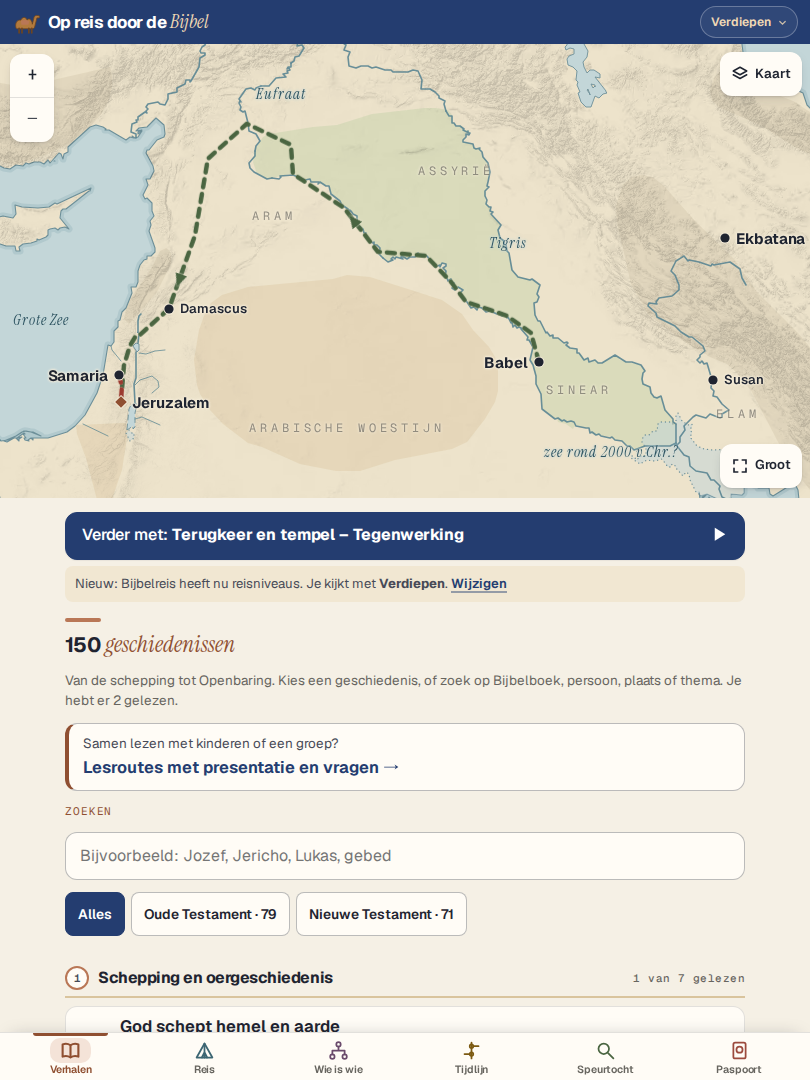 Op reis door de Bijbel
Verdiepen
+
Kaart
−
Eufraat
ASSYRIË
ARAM
Tigris
Ekbatana
Damascus
Grote Zee
Babel
Samaria
Susan
SINEAR
Jeruzalem
ELAM
ARABISCHE WOESTIJN
zee rond 2000 v.Chr.?
Groot
Verder met: Terugkeer en tempel – Tegenwerking
Nieuw: Bijbelreis heeft nu reisniveaus. Je kijkt met Verdiepen. Wijzigen
150 geschiedenissen
Van de schepping tot Openbaring. Kies een geschiedenis, of zoek op Bijbelboek, persoon, plaats of thema. Je
hebt er 2 gelezen.
Samen lezen met kinderen of een groep?
Lesroutes met presentatie en vragen →
ZOEKEN
Bijvoorbeeld: Jozef, Jericho, Lukas, gebed
Alles
Oude Testament · 79
Nieuwe Testament · 71
1 Schepping en oergeschiedenis
1 van 7 gelezen
God schept hemel en aarde
Verhalen
Reis
Wie is wie
Tijdlijn
Speurtocht
Paspoort